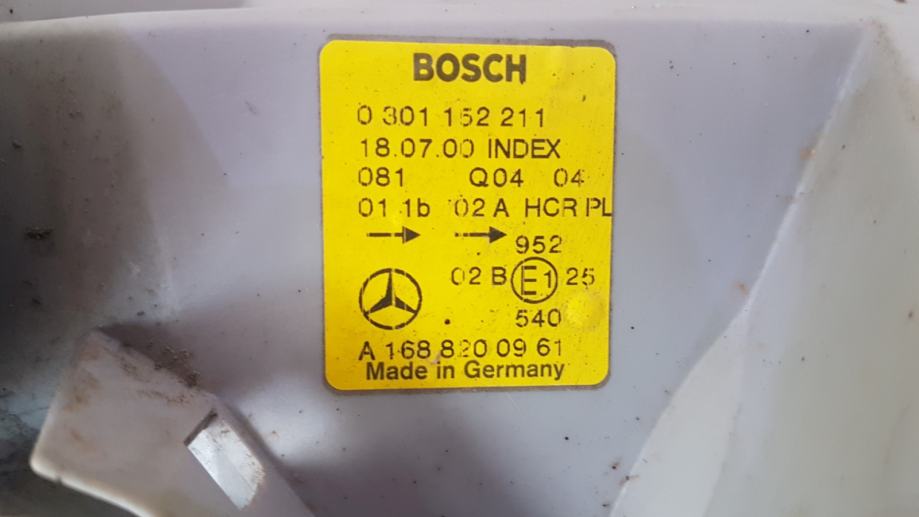 BOSCH
0 301 152 211
18.07.00 INDEX
081 Q04 04
01 1b 02 A HCR PL
952
02 B E1 25
540
A 168 820 09 61
Made in Germany